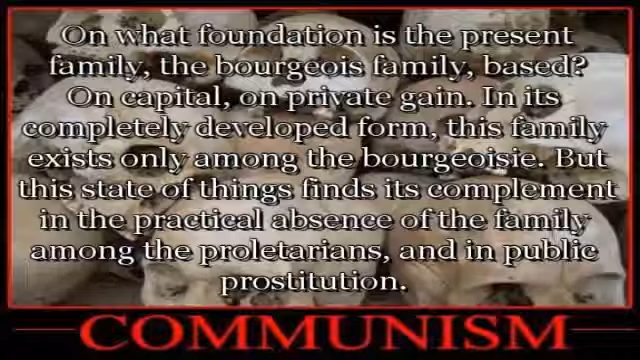 On what foundation is the present
family, the bourgeois family, based?
On capital, on private gain. In its
completely developed form, this family
exists only among the bourgeoisie. But
this state of things finds its complement
in the practical absence of the family
among the proletarians, and in public
prostitution.
COMMUNISM